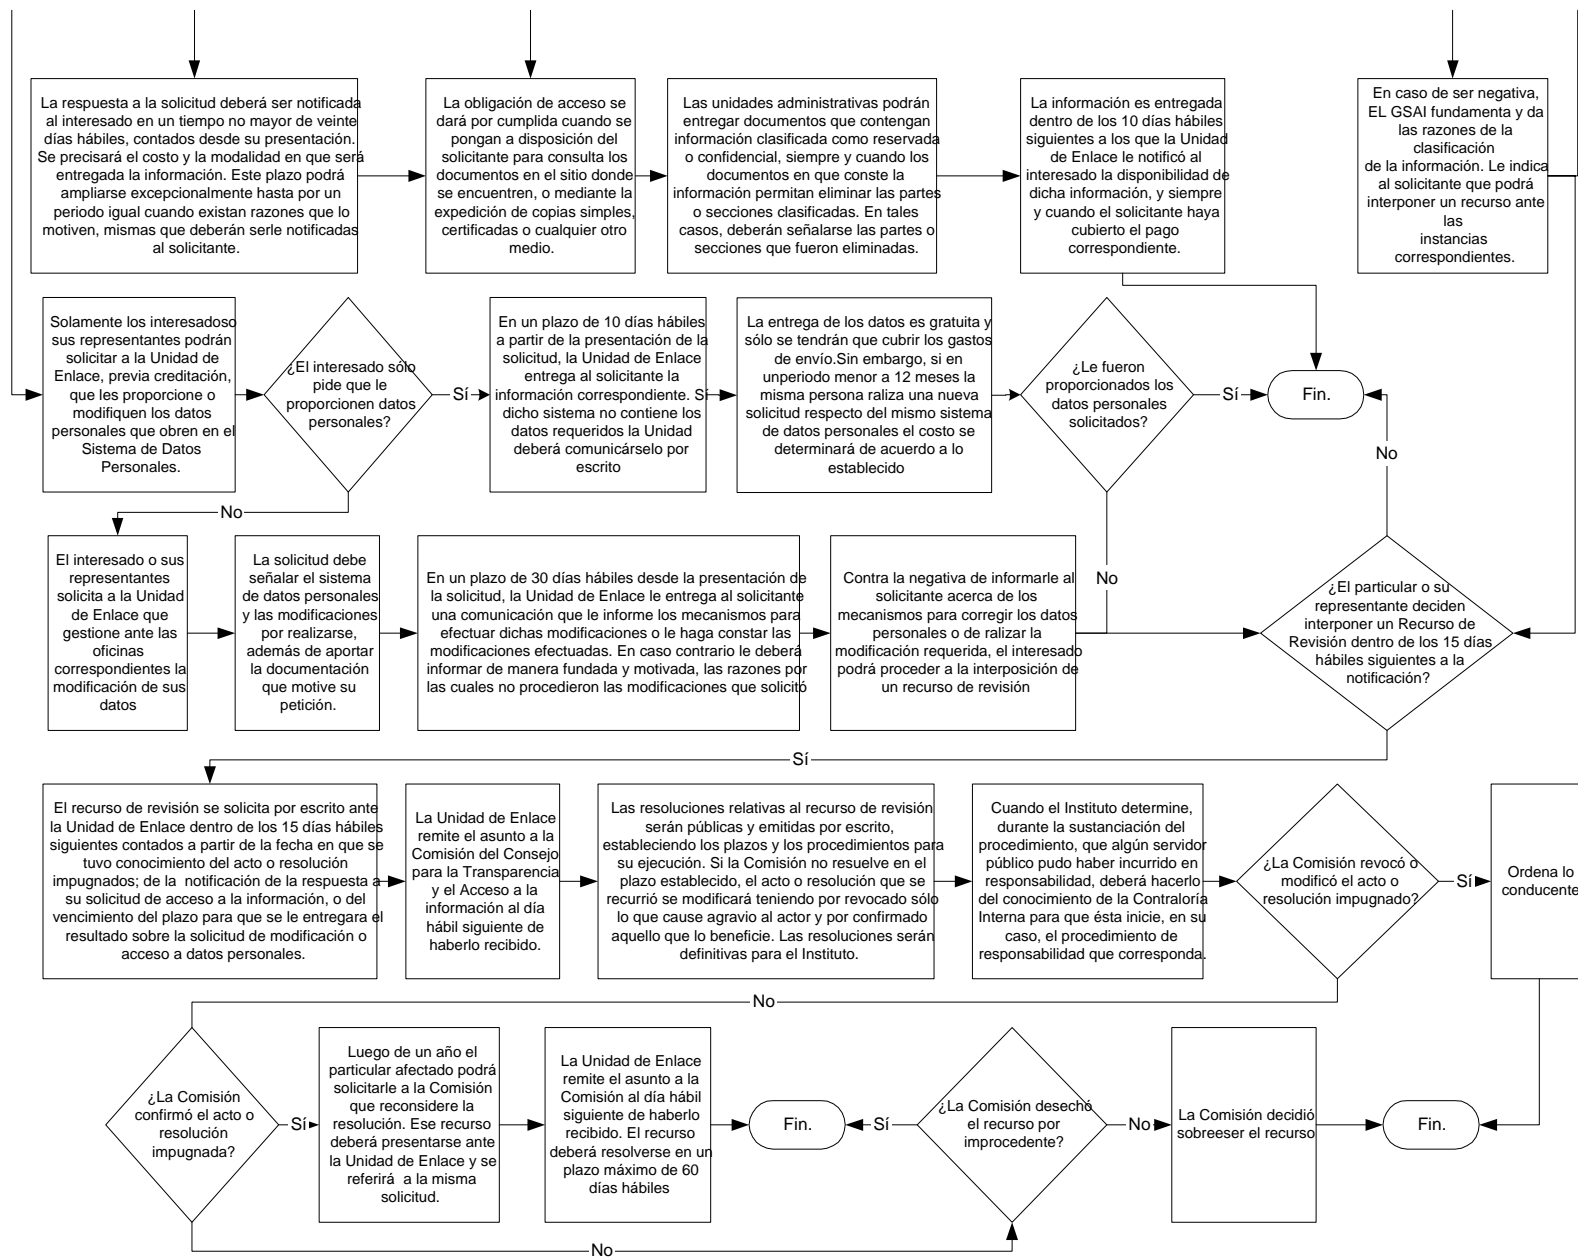 La respuesta a la solicitud deberá ser notificada
al interesado en un tiempo no mayor de veinte
días hábiles, contados desde su presentación.
Se precisará el costo y la modalidad en que será
entregada la información. Este plazo podrá
ampliarse excepcionalmente hasta por un
periodo igual cuando existan razones que lo
motiven, mismas que deberán serle notificadas
al solicitante.
La obligación de acceso se
dará por cumplida cuando se
pongan a disposición del
solicitante para consulta los
documentos en el sitio donde
se encuentren, o mediante la
expedición de copias simples,
certificadas o cualquier otro
medio.
Las unidades administrativas podrán
entregar documentos que contengan
información clasificada como reservada
o confidencial, siempre y cuando los
documentos en que conste la
información permitan eliminar las partes
o secciones clasificadas. En tales
casos, deberán señalarse las partes o
secciones que fueron eliminadas.
La información es entregada
dentro de los 10 días hábiles
siguientes a los que la Unidad
de Enlace le notificó al
interesado la disponibilidad de
dicha información, y siempre
y cuando el solicitante haya
cubierto el pago
correspondiente.
En caso de ser negativa,
EL GSAI fundamenta y da
las razones de la
clasificación
de la información. Le indica
al solicitante que podrá
interponer un recurso ante
las
instancias
correspondientes.
Solamente los interesadoso
sus representantes podrán
solicitar a la Unidad de
Enlace, previa creditación,
que les proporcione o
modifiquen los datos
personales que obren en el
Sistema de Datos
Personales.
¿El interesado sólo
pide que le
proporcionen datos
personales?
Sí
En un plazo de 10 días hábiles
a partir de la presentación de la
solicitud, la Unidad de Enlace
entrega al solicitante la
información correspondiente. Sí
dicho sistema no contiene los
datos requeridos la Unidad
deberá comunicárselo por
escrito
La entrega de los datos es gratuita y
sólo se tendrán que cubrir los gastos
de envío.Sin embargo, si en
unperiodo menor a 12 meses la
misma persona raliza una nueva
solicitud respecto del mismo sistema
de datos personales el costo se
determinará de acuerdo a lo
establecido
¿Le fueron
proporcionados los
datos personales
solicitados?
Sí
Fin.
No
No
El interesado o sus
representantes
solicita a la Unidad
de Enlace que
gestione ante las
oficinas
correspondientes la
modificación de sus
datos
La solicitud debe
señalar el sistema
de datos personales
y las modificaciones
por realizarse,
además de aportar
la documentación
que motive su
petición.
En un plazo de 30 días hábiles desde la presentación de
la solicitud, la Unidad de Enlace le entrega al solicitante
una comunicación que le informe los mecanismos para
efectuar dichas modificaciones o le haga constar las
modificaciones efectuadas. En caso contrario le deberá
informar de manera fundada y motivada, las razones por
las cuales no procedieron las modificaciones que solicitó
Contra la negativa de informarle al
solicitante acerca de los
mecanismos para corregir los datos
personales o de ralizar la
modificación requerida, el interesado
podrá proceder a la interposición de
un recurso de revisión
No
¿El particular o su
representante deciden
interponer un Recurso de
Revisión dentro de los 15 días
hábiles siguientes a la
notificación?
Sí
El recurso de revisión se solicita por escrito ante
la Unidad de Enlace dentro de los 15 días hábiles
siguientes contados a partir de la fecha en que se
tuvo conocimiento del acto o resolución
impugnados; de la notificación de la respuesta a
su solicitud de acceso a la información, o del
vencimiento del plazo para que se le entregara el
resultado sobre la solicitud de modificación o
acceso a datos personales.
La Unidad de Enlace
remite el asunto a la
Comisión del Consejo
para la Transparencia
y el Acceso a la
información al día
hábil siguiente de
haberlo recibido.
Las resoluciones relativas al recurso de revisión
serán públicas y emitidas por escrito,
estableciendo los plazos y los procedimientos para
su ejecución. Si la Comisión no resuelve en el
plazo establecido, el acto o resolución que se
recurrió se modificará teniendo por revocado sólo
lo que cause agravio al actor y por confirmado
aquello que lo beneficie. Las resoluciones serán
definitivas para el Instituto.
Cuando el Instituto determine,
durante la sustanciación del
procedimiento, que algún servidor
público pudo haber incurrido en
responsabilidad, deberá hacerlo
del conocimiento de la Contraloría
Interna para que ésta inicie, en su
caso, el procedimiento de
responsabilidad que corresponda.
¿La Comisión revocó o
modificó el acto o
resolución impugnado?
Sí
Ordena lo
conducente
No
¿La Comisión
confirmó el acto o
resolución
impugnada?
Sí
Luego de un año el
particular afectado podrá
solicitarle a la Comisión
que reconsidere la
resolución. Ese recurso
deberá presentarse ante
la Unidad de Enlace y se
referirá a la misma
solicitud.
La Unidad de Enlace
remite el asunto a la
Comisión al día hábil
siguiente de haberlo
recibido. El recurso
deberá resolverse en un
plazo máximo de 60
días hábiles
Fin.
Sí
¿La Comisión desechó
el recurso por
improcedente?
No
La Comisión decidió
sobreeser el recurso
Fin.
No